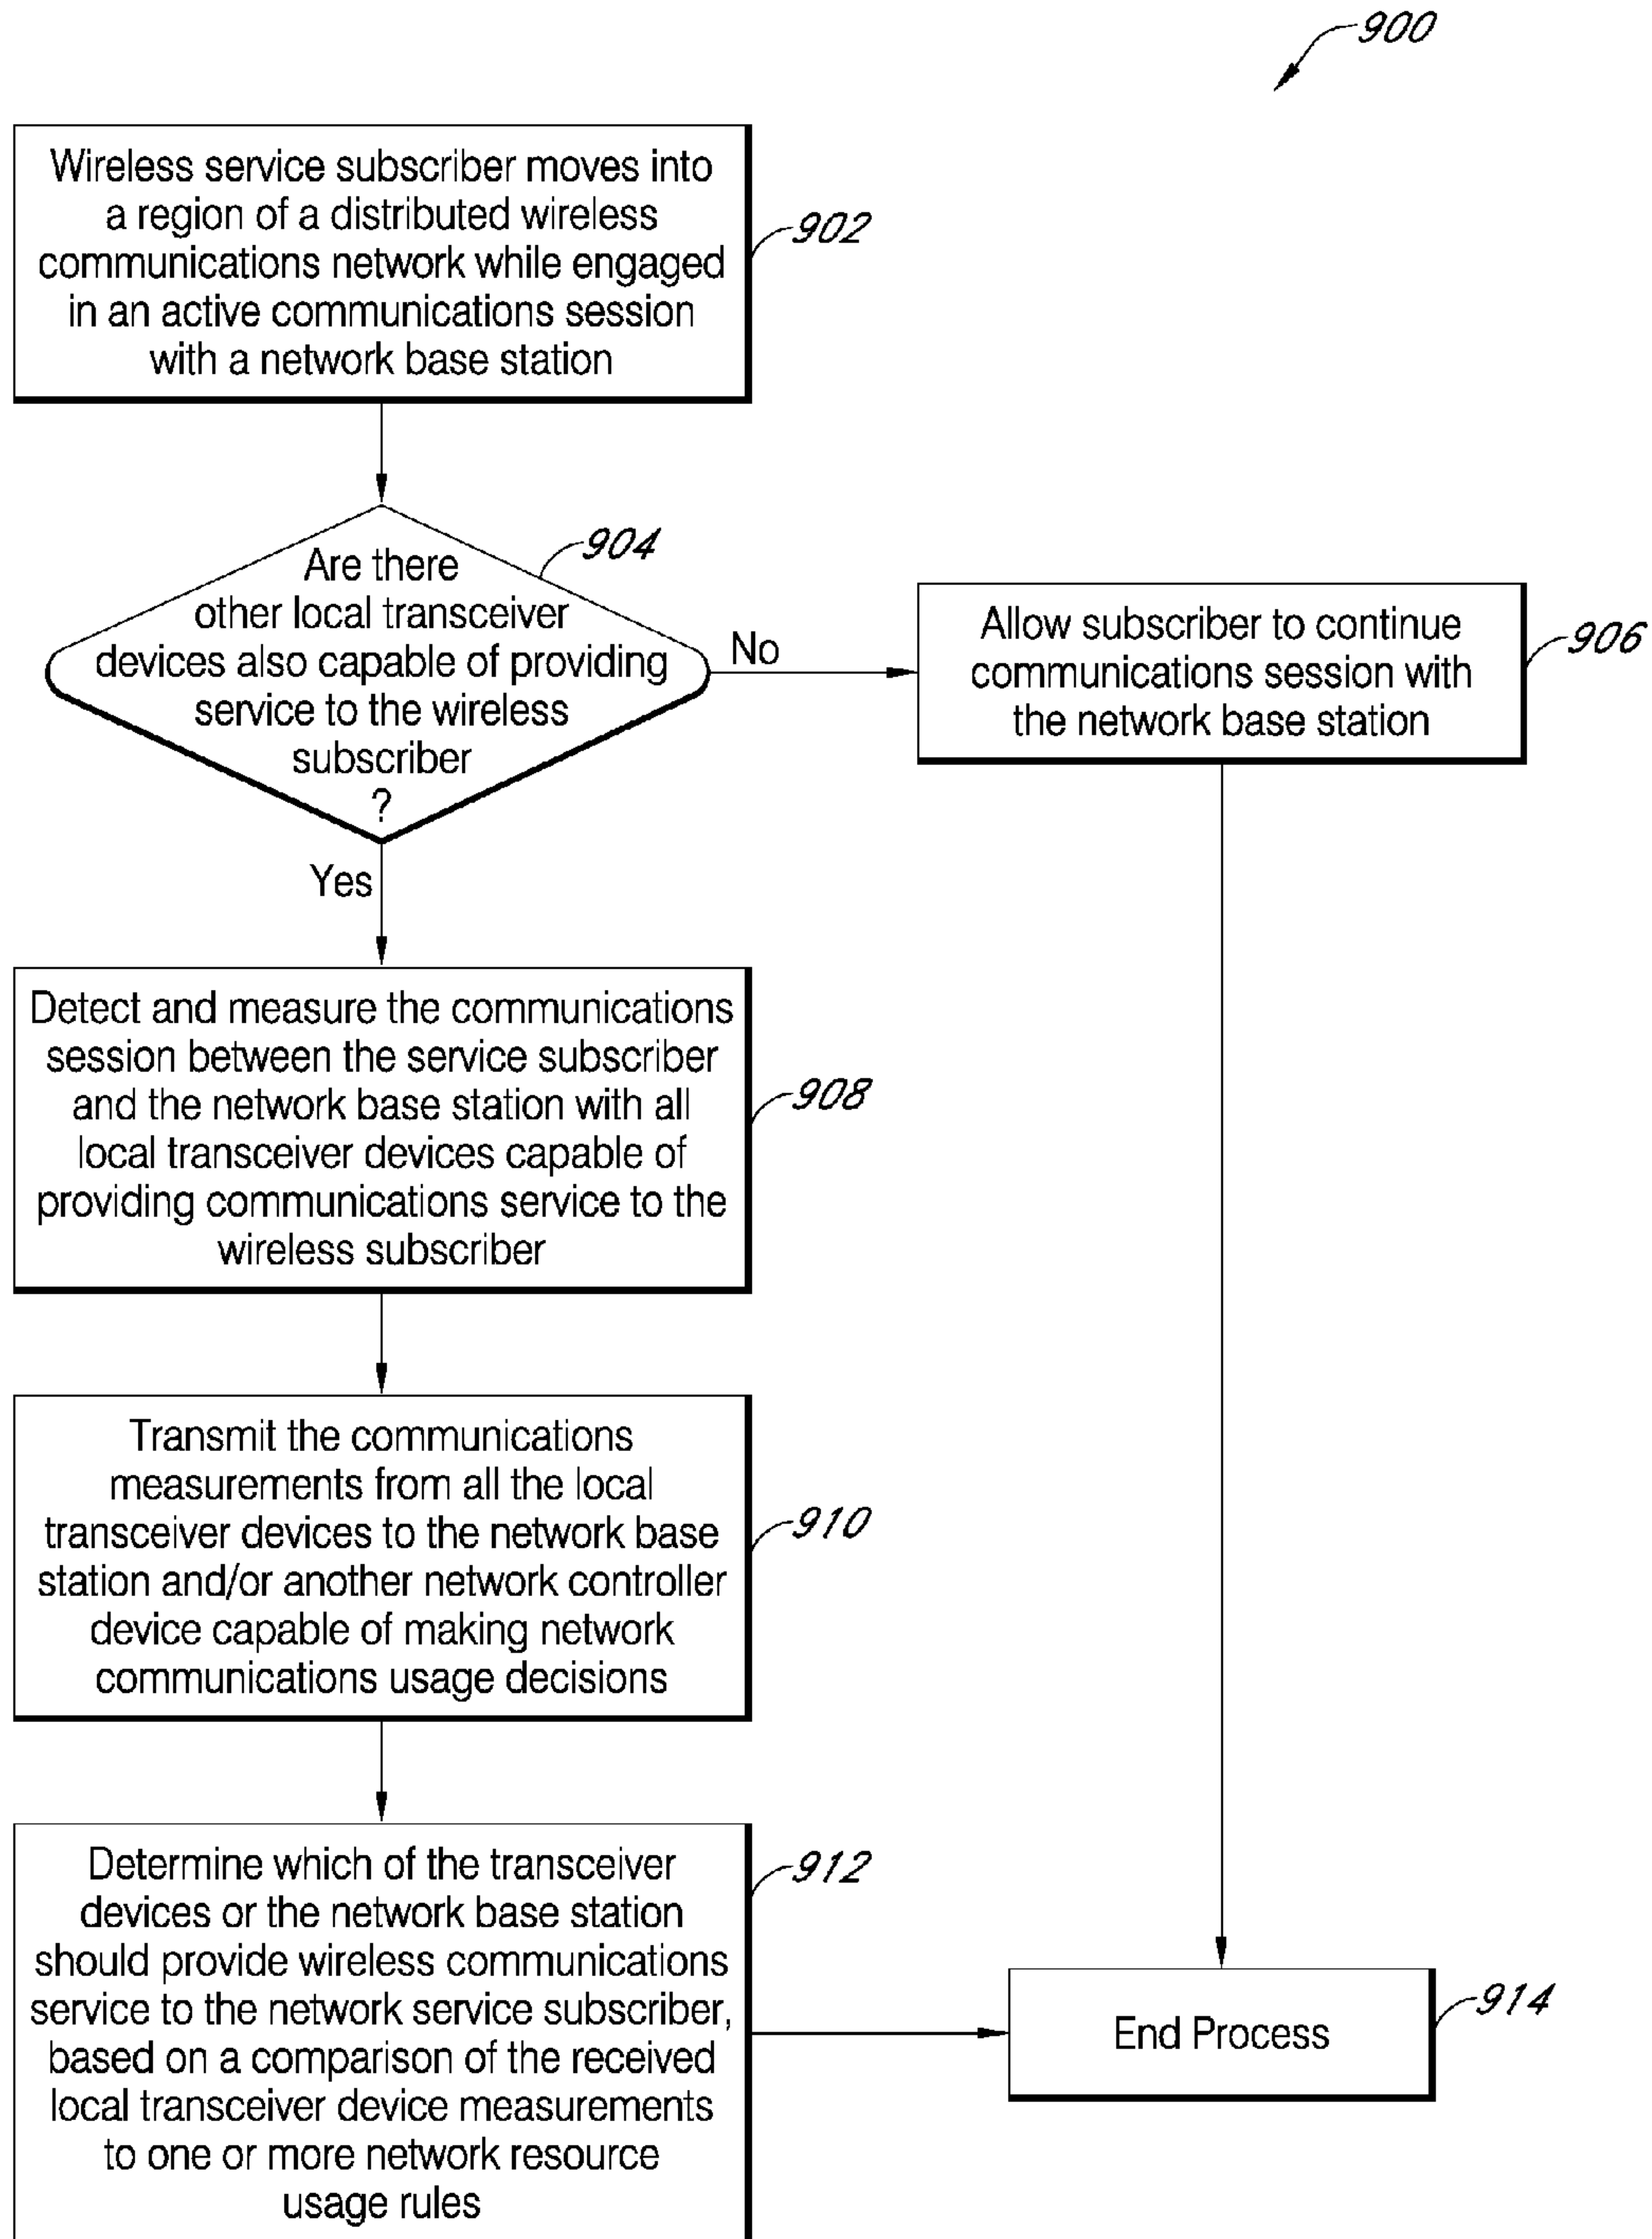 900
Wireless service subscriber moves into
a region of a distributed wireless
communications network while engaged
in an active communications session
with a network base station
902
Are there
other local transceiver
devices also capable of providing
service to the wireless
subscriber
?
904
No
Allow subscriber to continue
communications session with
the network base station
906
Yes
Detect and measure the communications
session between the service subscriber
and the network base station with all
local transceiver devices capable of
providing communications service to the
wireless subscriber
908
Transmit the communications
measurements from all the local
transceiver devices to the network base
station and/or another network controller
device capable of making network
communications usage decisions
910
Determine which of the transceiver
devices or the network base station
should provide wireless communications
service to the network service subscriber,
based on a comparison of the received
local transceiver device measurements
to one or more network resource
usage rules
912
End Process
914